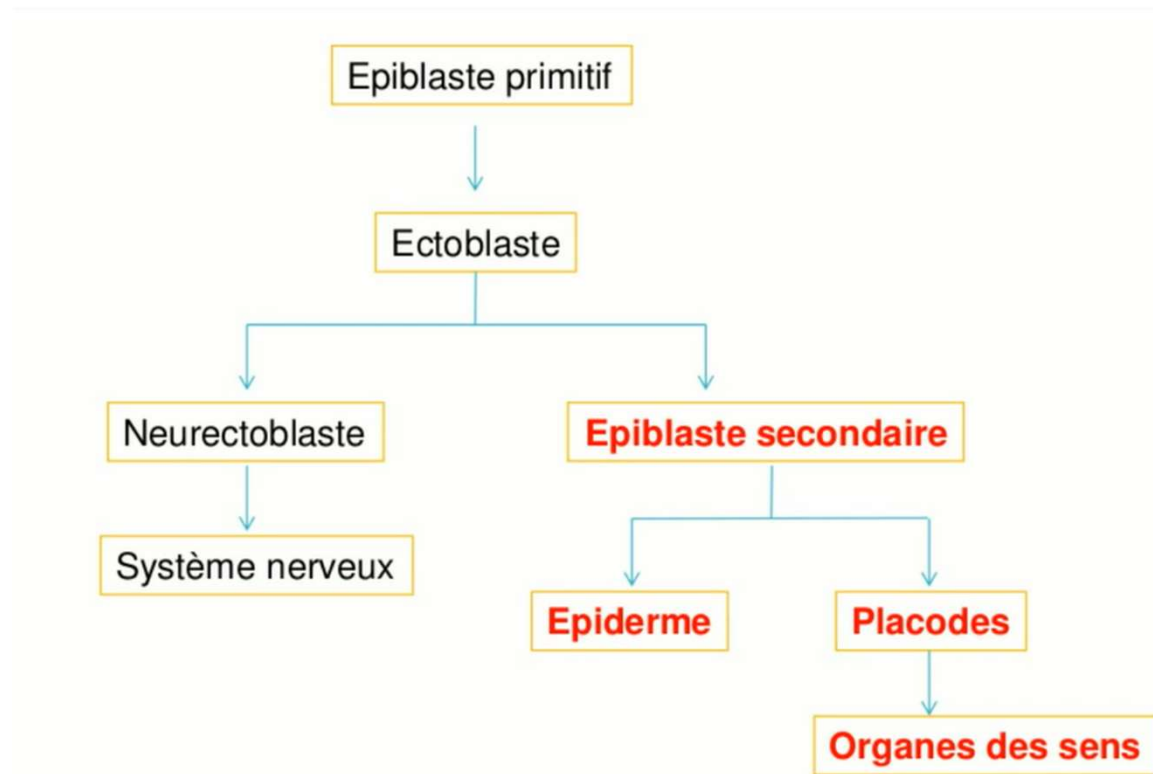 Epiblaste primitif
Ectoblaste
Neurectoblaste
Epiblaste secondaire
Système nerveux
Epiderme
Placodes
Organes des sens